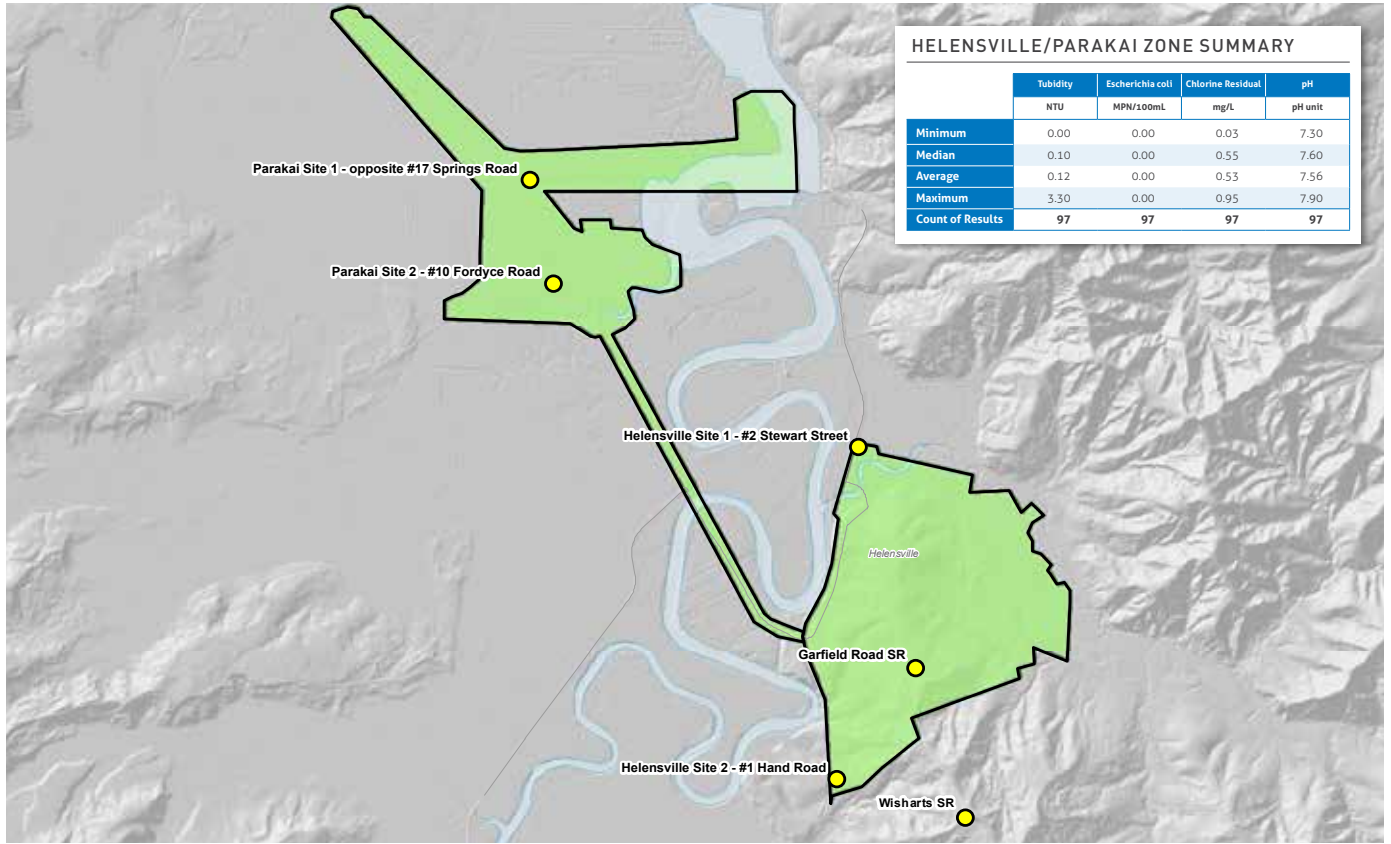 HELENSVILLE/PARAKAI ZONE SUMMARY
Tubidity Escherichia coli Chlorine Residual pH
NTU MPN/100mL mg/L pH unit
Minimum 0.00 0.00 0.03 7.30
Median 0.10 0.00 0.55 7.60
Average 0.12 0.00 0.53 7.56
Maximum 3.30 0.00 0.95 7.90
Count of Results 97 97 97 97
Parakai Site 1 - opposite #17 Springs Road
Parakai Site 2 - #10 Fordyce Road
Helensville Site 1 - #2 Stewart Street
Helensville
Garfield Road SR
Helensville Site 2 - #1 Hand Road
Wisharts SR